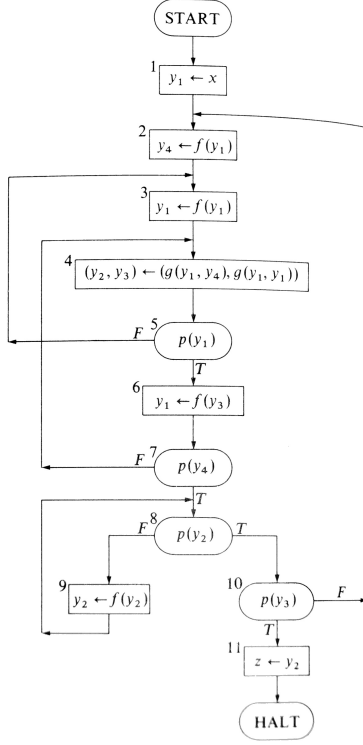 START
1
y₁ ← x
2
y₄ ← f(y₁)
3
y₁ ← f(y₁)
4
(y₂, y₃) ← (g(y₁, y₄), g(y₁, y₁))
5
F
p(y₁)
T
6
y₁ ← f(y₃)
7
F
p(y₄)
T
8
F
p(y₂)
T
9
y₂ ← f(y₂)
10
p(y₃)
F
T
11
z ← y₂
HALT